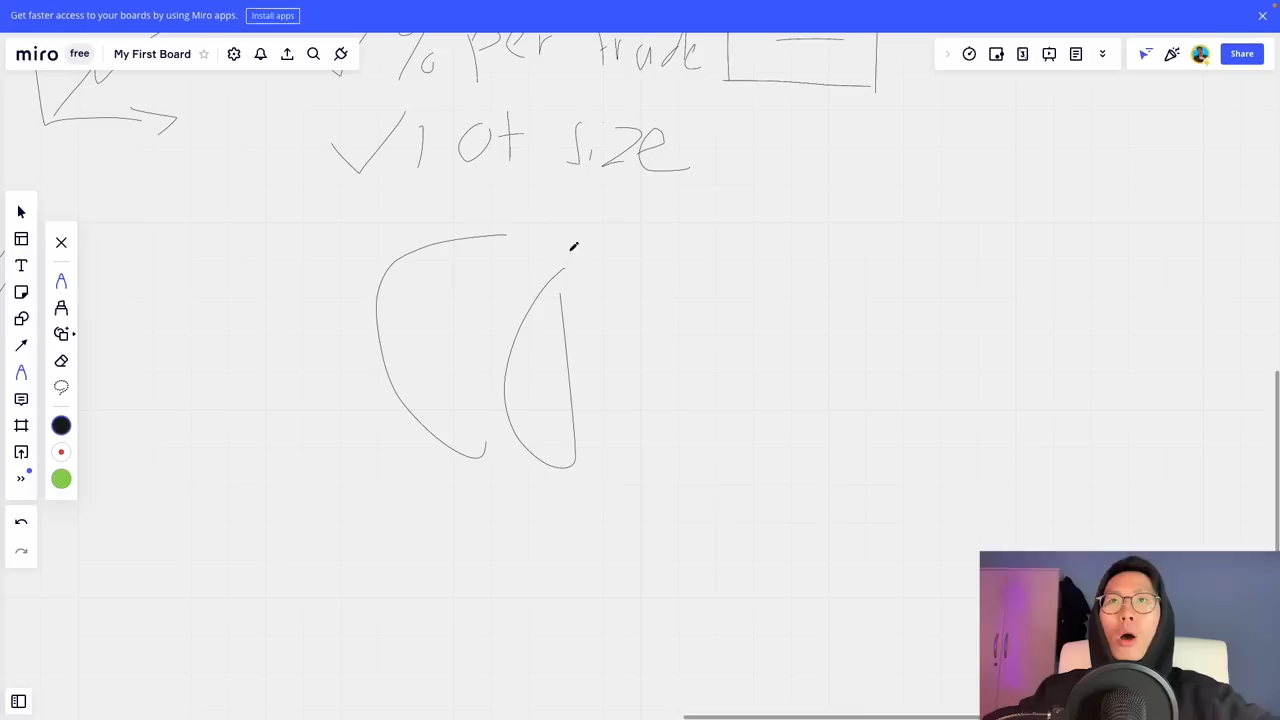 Get faster access to your boards by using Miro apps. Install apps
miro free My First Board
3 Share
% per trade
lot size